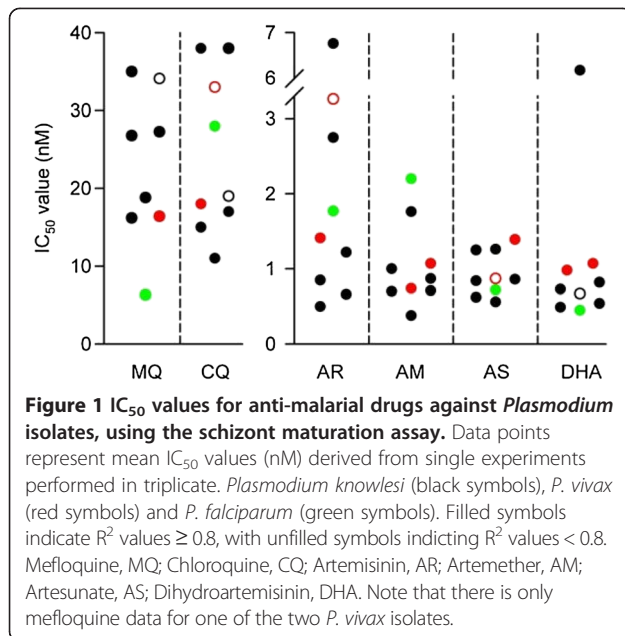 40
30
20
10
0
IC50 value (nM)
7
6
3
2
1
0
MQ CQ AR AM AS DHA
Figure 1 IC50 values for anti-malarial drugs against Plasmodium
isolates, using the schizont maturation assay. Data points
represent mean IC50 values (nM) derived from single experiments
performed in triplicate. Plasmodium knowlesi (black symbols), P. vivax
(red symbols) and P. falciparum (green symbols). Filled symbols
indicate R2 values ≥ 0.8, with unfilled symbols indicting R2 values < 0.8.
Mefloquine, MQ; Chloroquine, CQ; Artemisinin, AR; Artemether, AM;
Artesunate, AS; Dihydroartemisinin, DHA. Note that there is only
mefloquine data for one of the two P. vivax isolates.